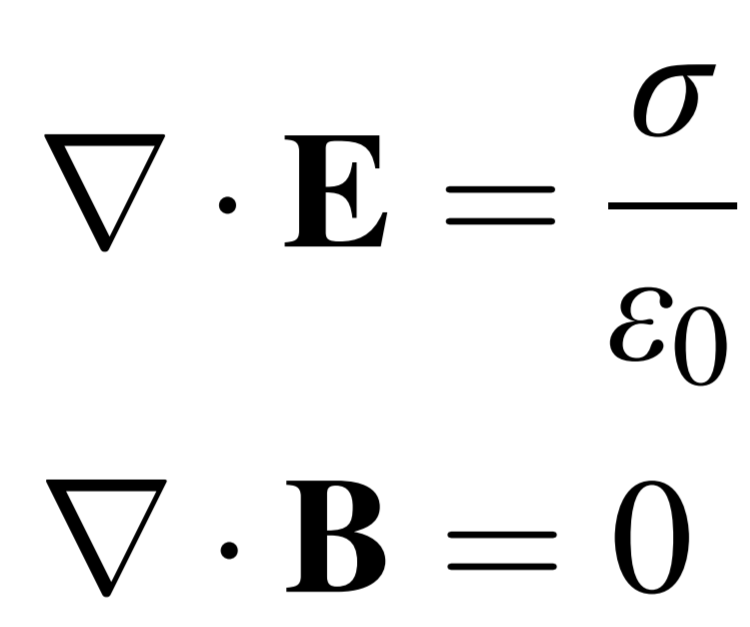 ∇ · E = σ/ε₀
∇ · B = 0